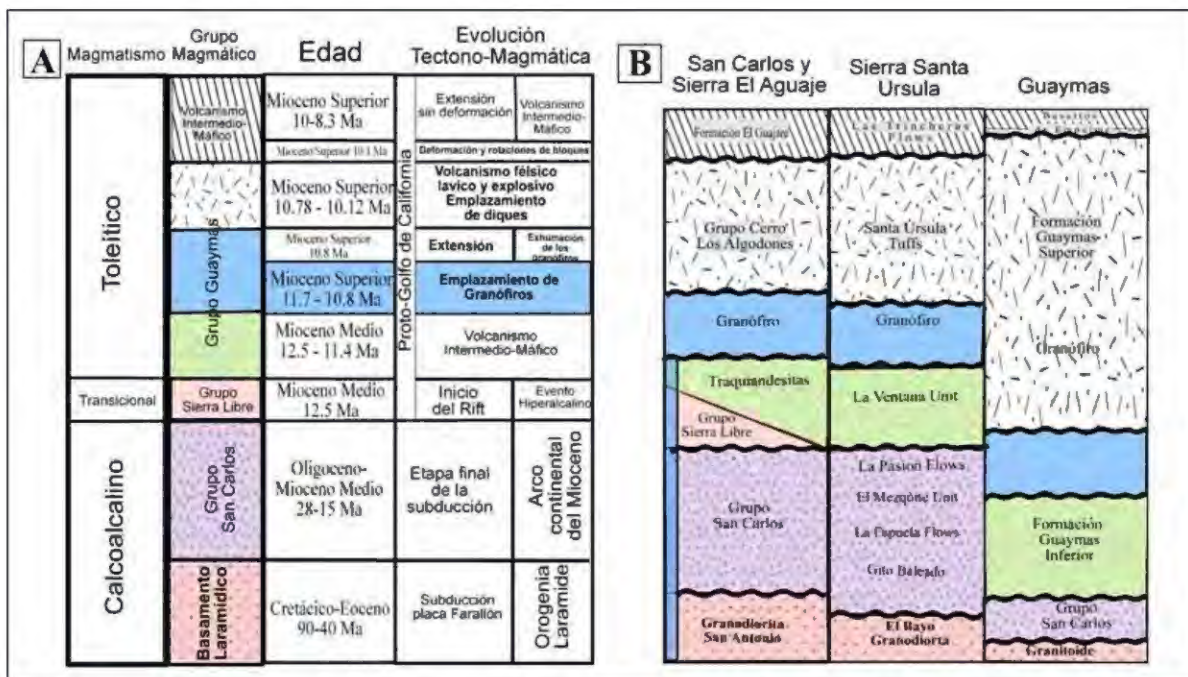 A
Magmatismo
Grupo
Magmático
Edad
Evolución
Tectono-Magmática
Toleítico
Transicional
Calcoalcalino
Volcanismo
Intermedio-
Máfico
Grupo Guaymas
Grupo
Sierra Libre
Grupo
San Carlos
Basamento
Laramídico
Mioceno Superior
10-8.3 Ma
Mioceno Superior 10.1 Ma
Mioceno Superior
10.78 - 10.12 Ma
Mioceno Superior
10.8 Ma
Mioceno Superior
11.7 - 10.8 Ma
Mioceno Medio
12.5 - 11.4 Ma
Mioceno Medio
12.5 Ma
Oligoceno-
Mioceno Medio
28-15 Ma
Cretácico-Eoceno
90-40 Ma
Proto-Golfo de California
Extensión
sin deformación
Volcanismo
Intermedio-
Máfico
Deformación y rotaciones de bloques
Volcanismo félsico
lavico y explosivo
Emplazamiento
de diques
Extensión
Exhumación
de los
granófiros
Emplazamiento de
Granófiros
Volcanismo
Intermedio-Máfico
Inicio
del Rift
Evento
Hiperalcalino
Etapa final
de la
subducción
Arco
continental
del Mioceno
Subducción
placa Farallón
Orogenia
Laramide
B
San Carlos y
Sierra El Aguaje
Formación El Guajare
Grupo Cerro
Los Algodones
Granófiro
Traquiandesitas
Grupo
Sierra Libre
Grupo
San Carlos
Granodiorita
San Antonio
Sierra Santa
Ursula
Las Trincheras
Flows
Santa Ursula
Tuffs
Granófiro
La Ventana Unit
La Pasion Flows
El Mezquite Unit
La Espuela Flows
El Bayo
Granodiorta
Guaymas
Basaltos
de
Formación
Guaymas-
Superior
Granófiro
Formación
Guaymas
Inferior
Grupo
San Carlos
Granitoide